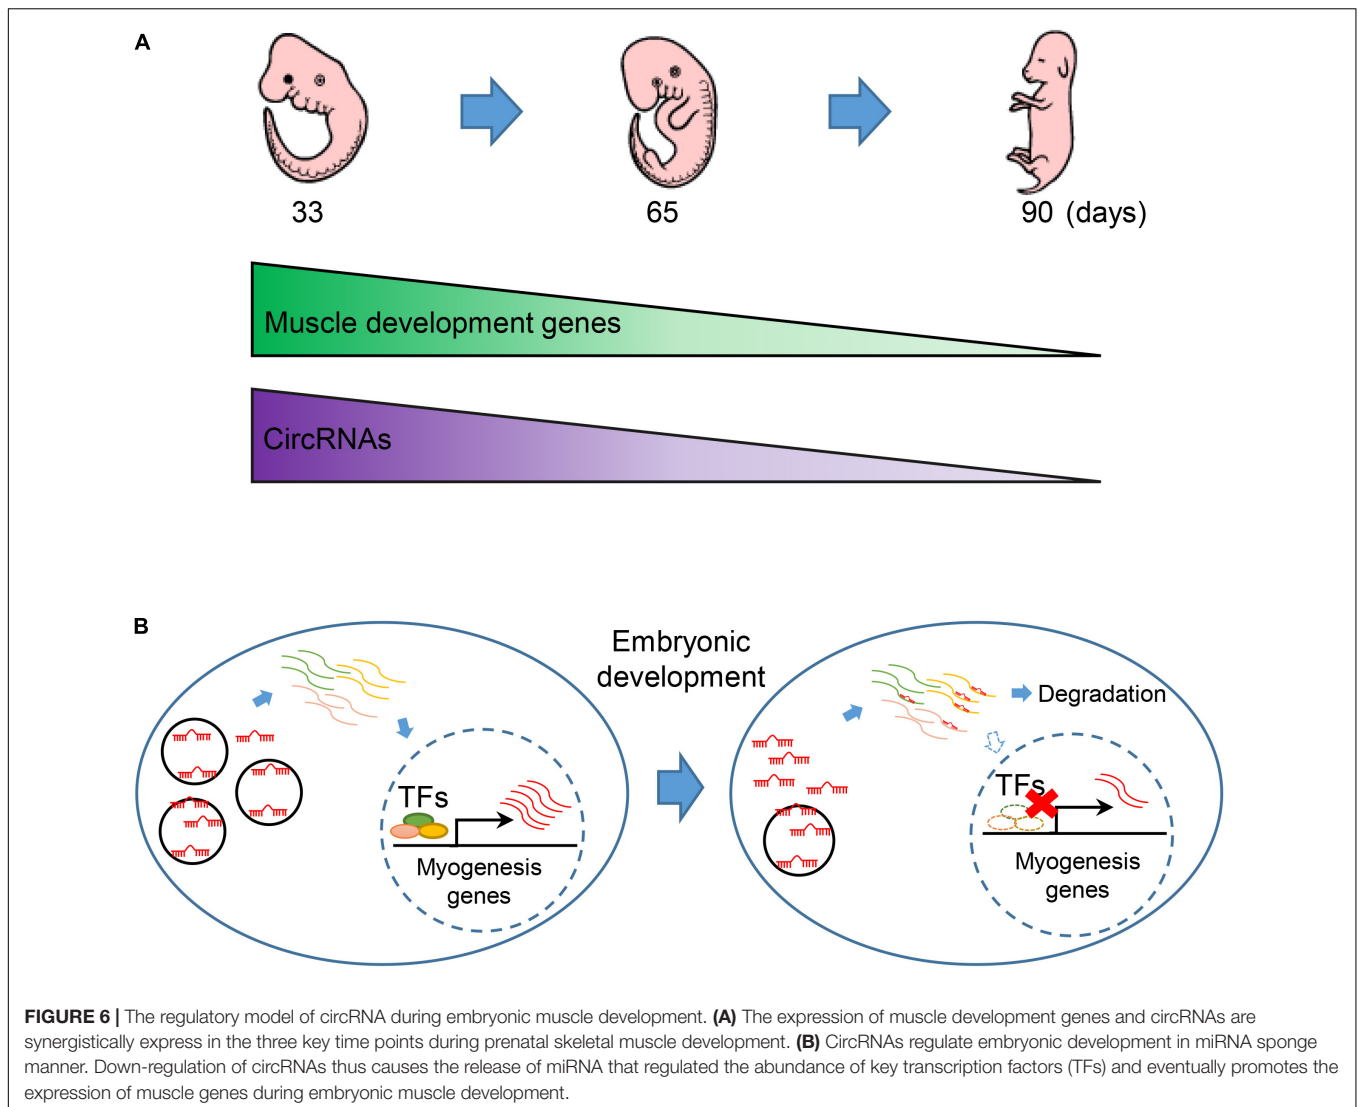 A
33
65
90 (days)
Muscle development genes
CircRNAs
B
Embryonic
development
TFs
Myogenesis
genes
Degradation
TFs
Myogenesis
genes
FIGURE 6 | The regulatory model of circRNA during embryonic muscle development. (A) The expression of muscle development genes and circRNAs are
synergistically express in the three key time points during prenatal skeletal muscle development. (B) CircRNAs regulate embryonic development in miRNA sponge
manner. Down-regulation of circRNAs thus causes the release of miRNA that regulated the abundance of key transcription factors (TFs) and eventually promotes the
expression of muscle genes during embryonic muscle development.